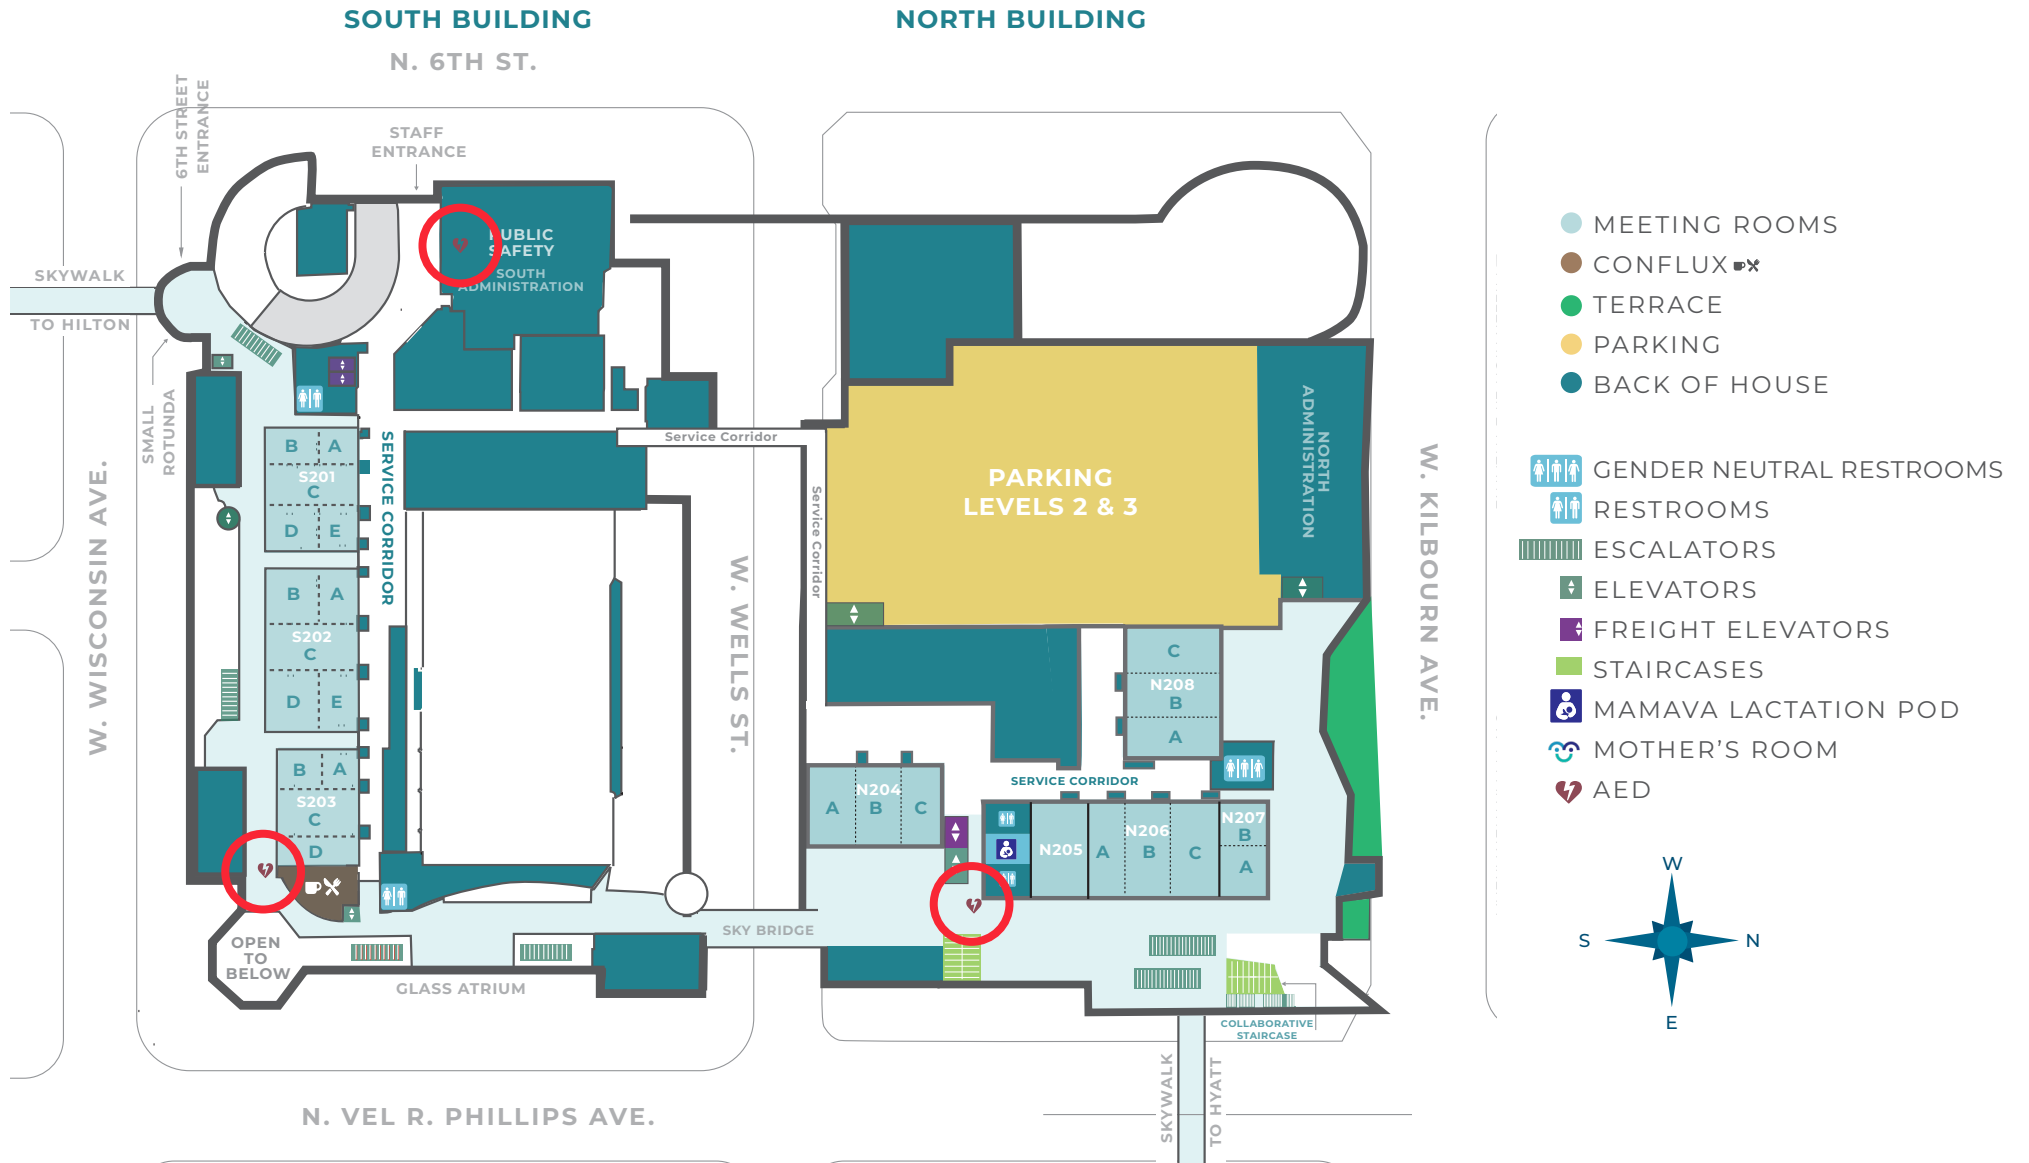 SOUTH BUILDING
NORTH BUILDING
N. 6TH ST.
6TH STREET
ENTRANCE
STAFF
ENTRANCE
PUBLIC
SAFETY
SOUTH
ADMINISTRATION
SKYWALK
TO HILTON
SMALL
ROTUNDA
W. WISCONSIN AVE.
B A
S201
C
D E
B A
S202
C
D E
B A
S203
C
D
SERVICE CORRIDOR
Service Corridor
Service Corridor
W. WELLS ST.
OPEN
TO
BELOW
GLASS ATRIUM
SKY BRIDGE
N. VEL R. PHILLIPS AVE.
PARKING
LEVELS 2 & 3
NORTH
ADMINISTRATION
W. KILBOURN AVE.
C
N208
B
A
SERVICE CORRIDOR
N204
A B C
N205
N206
A B C
N207
B
A
COLLABORATIVE
STAIRCASE
SKYWALK
TO HYATT
MEETING ROOMS
CONFLUX
TERRACE
PARKING
BACK OF HOUSE
GENDER NEUTRAL RESTROOMS
RESTROOMS
ESCALATORS
ELEVATORS
FREIGHT ELEVATORS
STAIRCASES
MAMAVA LACTATION POD
MOTHER’S ROOM
AED
W
S N
E